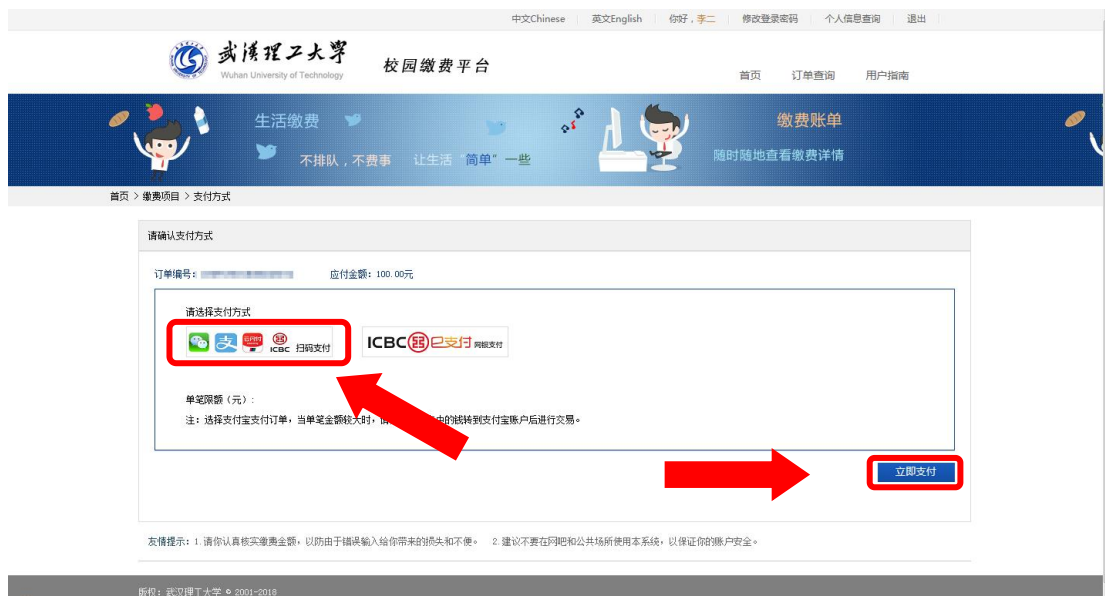 中文Chinese 英文English 你好，李二 修改登录密码 个人信息查询 退出
武汉理工大学
Wuhan University of Technology
校园缴费平台
首页 订单查询 用户指南
生活缴费
不排队，不费事 让生活“简单”一些
缴费账单
随时随地查看缴费详情
首页 > 缴费项目 > 支付方式
请确认支付方式
订单编号： 应付金额：100.00元
请选择支付方式
支 ICBC 扫码支付
ICBC 已支付 网银支付
单笔限额（元）：
注：选择支付宝支付订单，当单笔金额较大时， 中的钱转到支付宝账户后进行交易。
立即支付
友情提示：1.请你认真核实缴费金额，以防由于错误输入给你带来的损失和不便。 2.建议不要在网吧和公共场所使用本系统，以保证你的账户安全。
版权：武汉理工大学 © 2001-2018